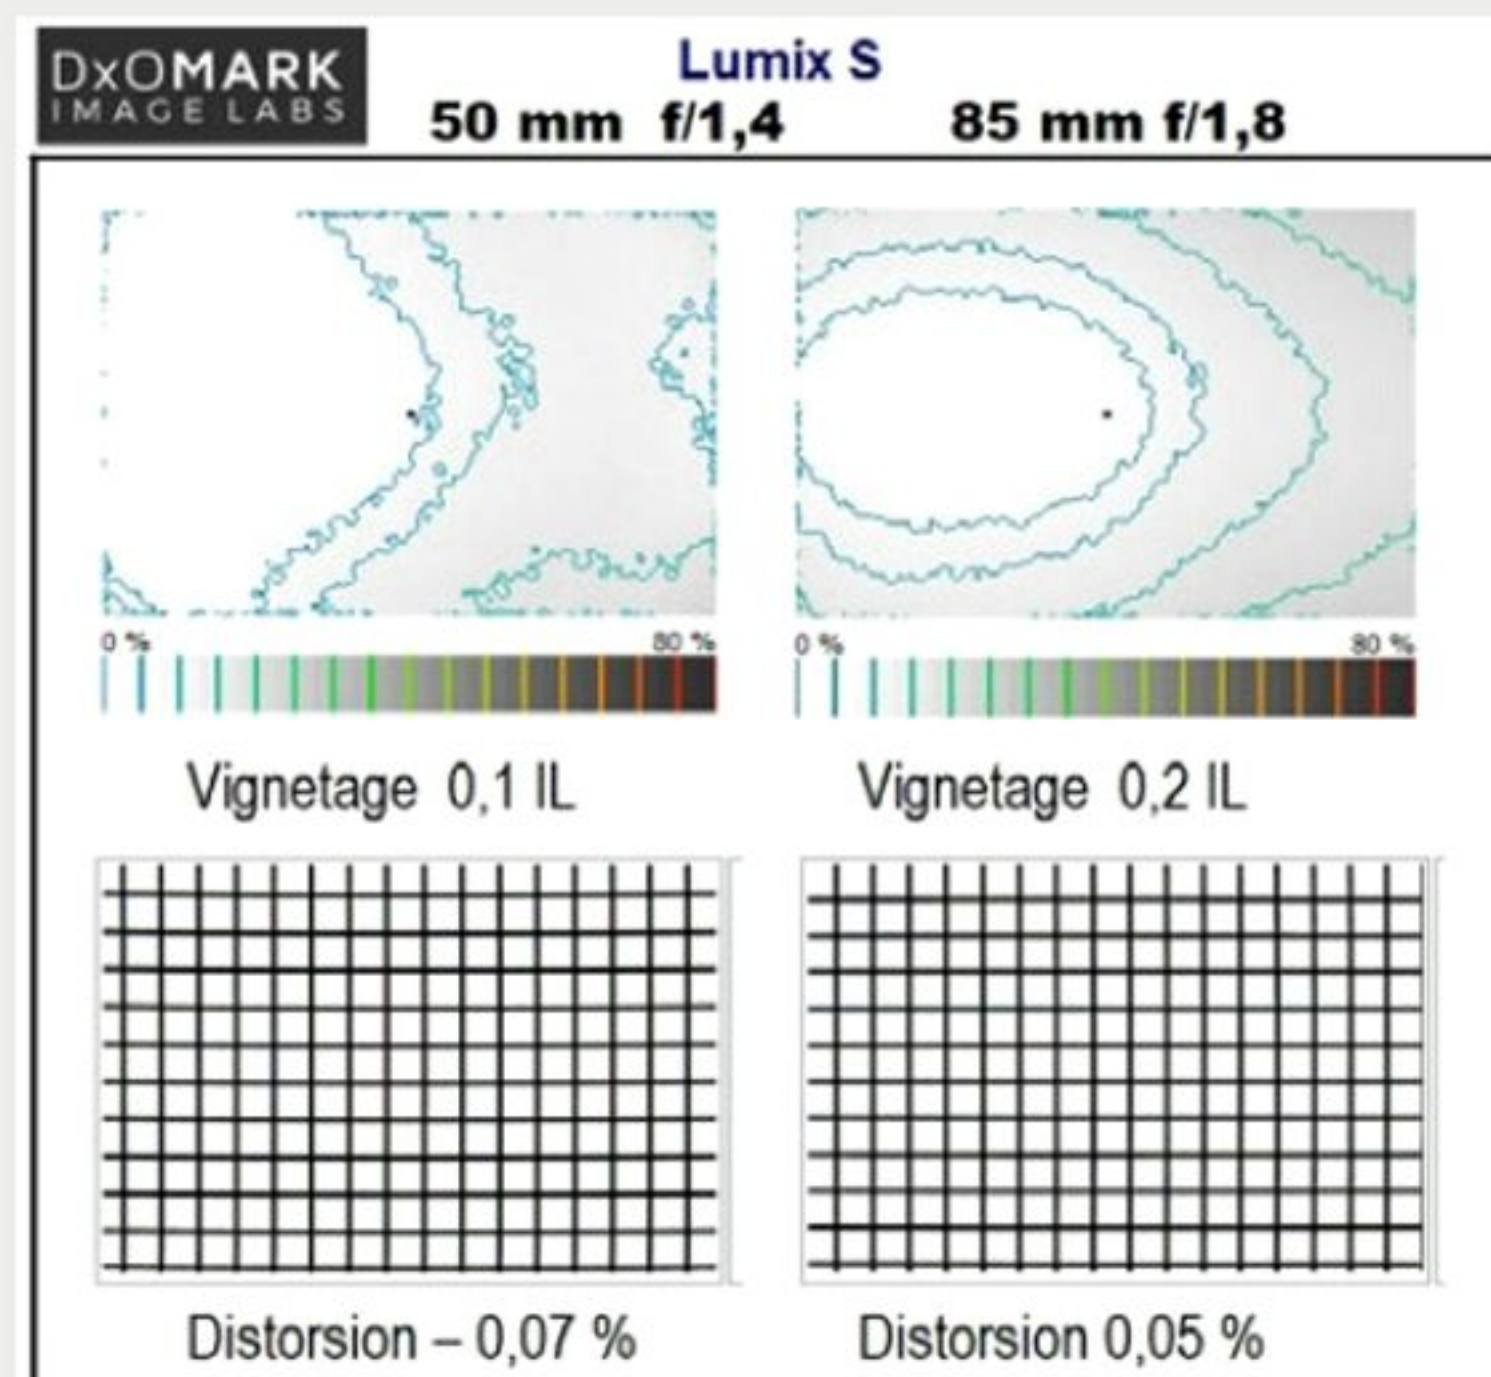 DxOMARK
IMAGE LABS
Lumix S
50 mm f/1,4 85 mm f/1,8
0 % 80 % 0 % 80 %
Vignetage 0,1 IL Vignetage 0,2 IL
Distorsion – 0,07 % Distorsion 0,05 %